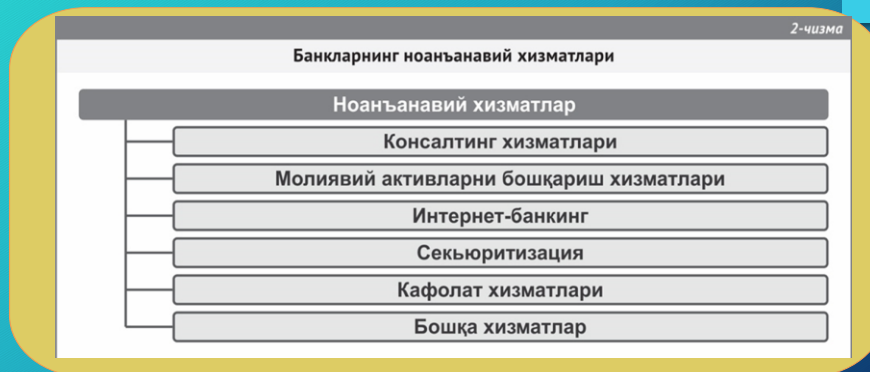 2-чизма
Банкларнинг ноанъанавий хизматлари
Ноанъанавий хизматлар
Консалтинг хизматлари
Молиявий активларни бошқариш хизматлари
Интернет-банкинг
Секьюритизация
Кафолат хизматлари
Бошқа хизматлар